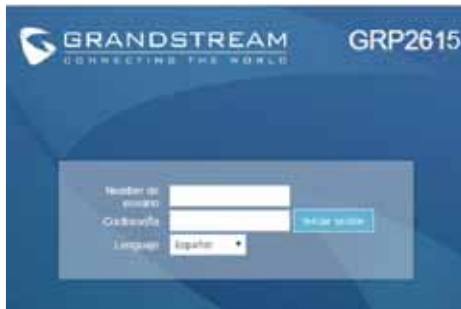 GRANDSTREAM
CONNECTING THE WORLD
GRP2615
Nombre de
usuario
Contraseña
Lenguaje
Español
Iniciar sesión